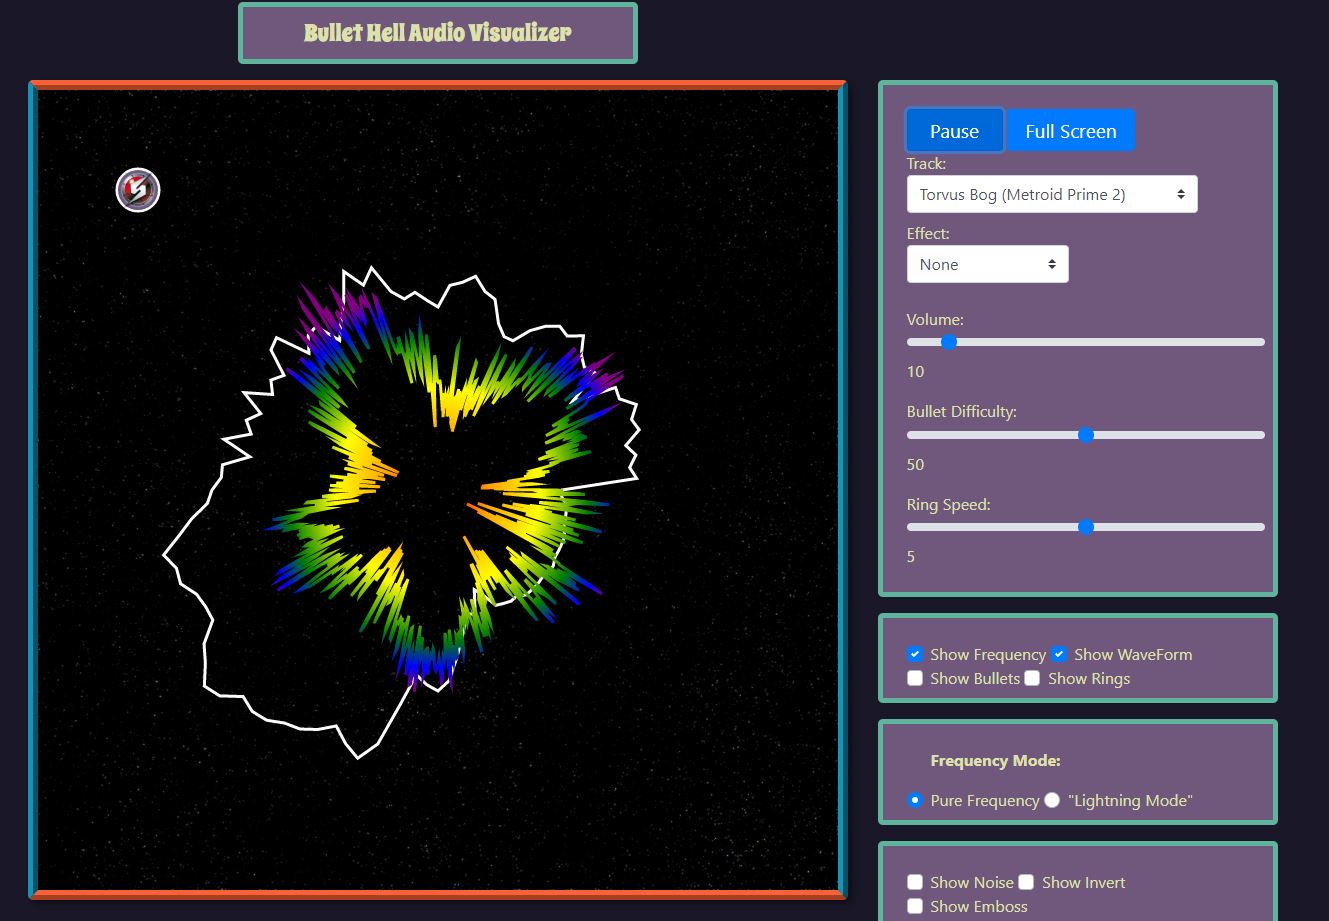 Bullet Hell Audio Visualizer
Pause Full Screen
Track:
Torvus Bog (Metroid Prime 2)
Effect:
None
Volume:
10
Bullet Difficulty:
50
Ring Speed:
5
Show Frequency Show WaveForm
Show Bullets Show Rings
Frequency Mode:
Pure Frequency "Lightning Mode"
Show Noise Show Invert
Show Emboss